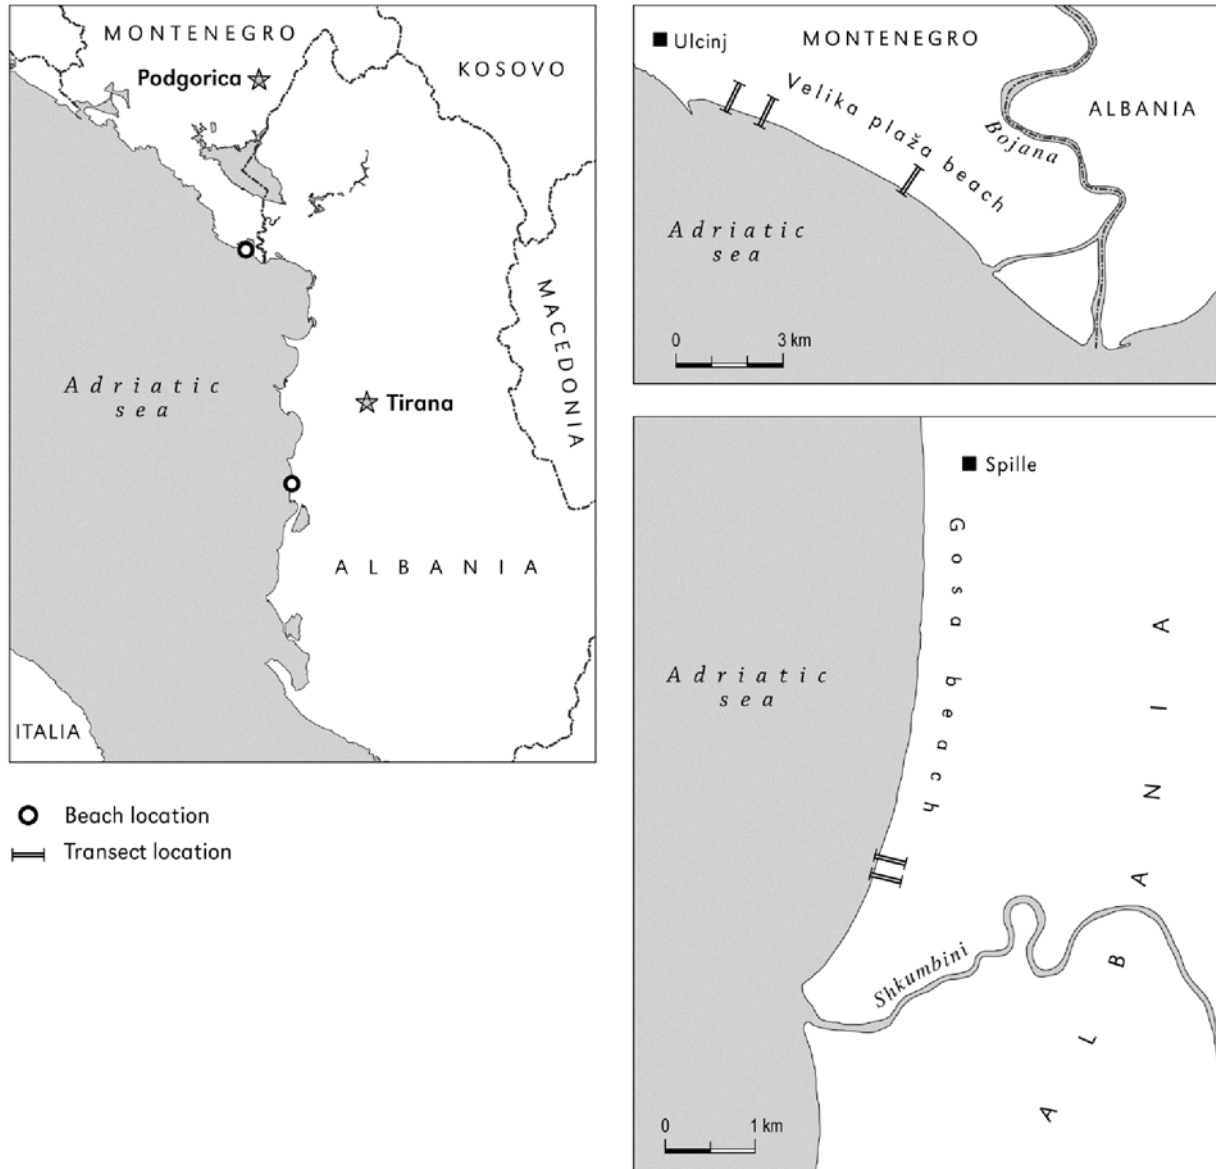 MONTENEGRO
Podgorica
KOSOVO
MACEDONIA
Adriatic
sea
Tirana
ALBANIA
ITALIA
Beach location
Transect location
Ulcinj
MONTENEGRO
Velika plaža beach
ALBANIA
Bojana
Adriatic
sea
0 3 km
Spille
Gosa beach
Adriatic
sea
ALBANIA
Shkumbini
0 1 km